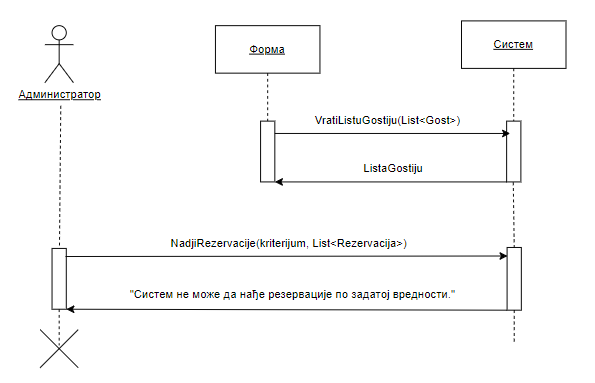 Форма
Систем
Администратор
VratiListuGostiju(List<Gost>)
ListaGostiju
NadjiRezervacije(kriterijum, List<Rezervacija>)
"Систем не може да нађе резервације по задатој вредности."